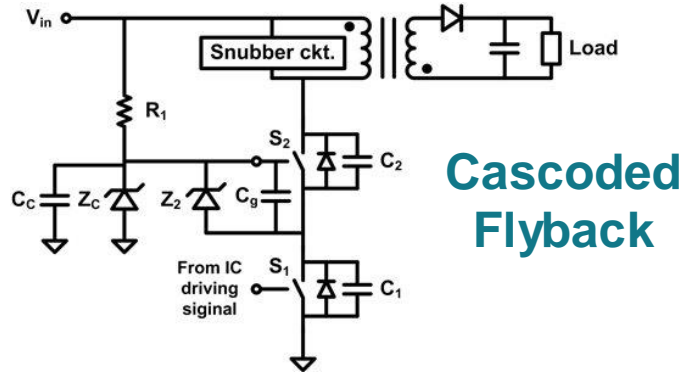 Vin
Snubber ckt.
Load
R1
S2
C2
CC
ZC
Z2
Cg
Cascoded
Flyback
From IC
driving
siginal
S1
C1